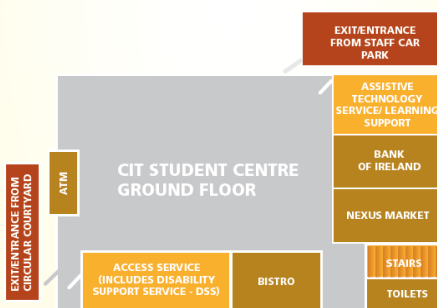 EXIT/ENTRANCE
FROM STAFF CAR
PARK
ASSISTIVE
TECHNOLOGY
SERVICE/ LEARNING
SUPPORT
BANK
OF IRELAND
NEXUS MARKET
STAIRS
TOILETS
CIT STUDENT CENTRE
GROUND FLOOR
ATM
EXIT/ENTRANCE FROM
CIRCULAR COURTYARD
ACCESS SERVICE
(INCLUDES DISABILITY
SUPPORT SERVICE - DSS)
BISTRO